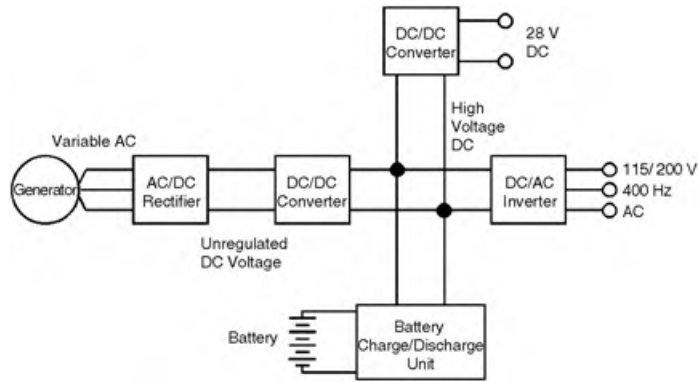 DC/DC
Converter
28 V
DC
High
Voltage
DC
Variable AC
Generator
AC/DC
Rectifier
DC/DC
Converter
DC/AC
Inverter
115/200 V
400 Hz
AC
Unregulated
DC Voltage
Battery
Battery
Charge/Discharge
Unit